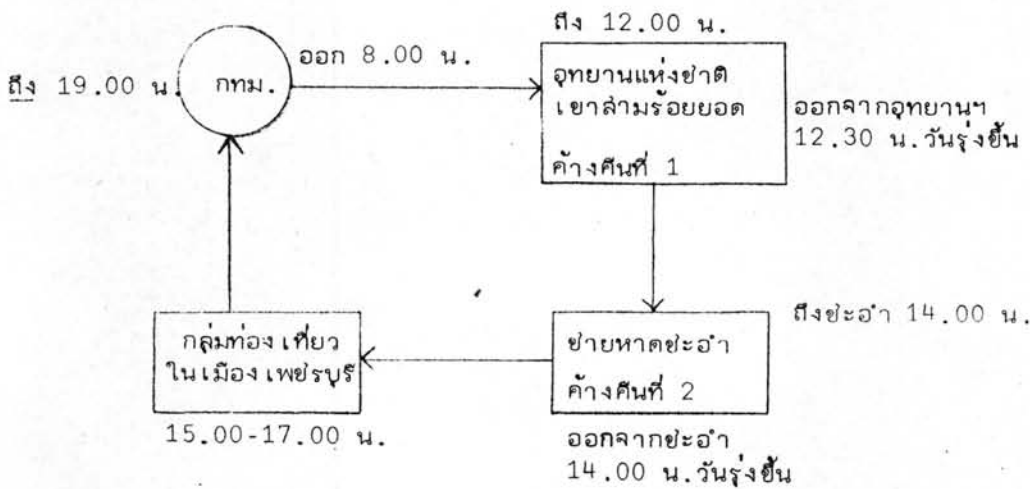 ถึง 12.00 น.
ออก 8.00 น.
ถึง 19.00 น.
กทม.
อุทยานแห่งชาติ
เขาสามร้อยยอด
ค้างคืนที่ 1
ออกจากอุทยานฯ
12.30 น.วันรุ่งขึ้น
ถึงชะอำ 14.00 น.
ชายหาดชะอำ
ค้างคืนที่ 2
กลุ่มท่องเที่ยว
ในเมืองเพชรบุรี
15.00-17.00 น.
ออกจากชะอำ
14.00 น.วันรุ่งขึ้น